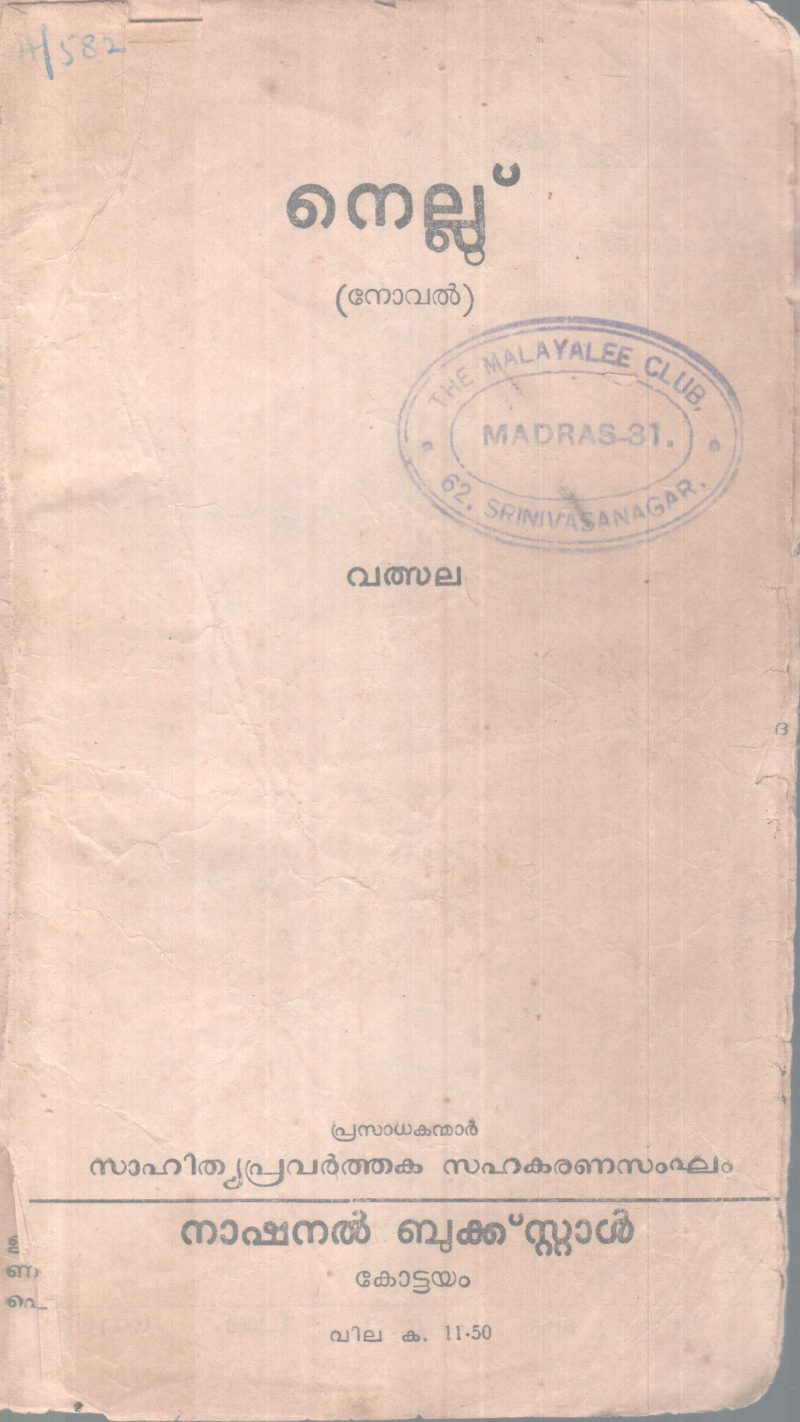 A/582
നെല്ലു്
(നോവൽ)
THE MALAYALEE CLUB,
MADRAS-31.
62, SRINIVASANAGAR.
വത്സല
ദ
പ്രസാധകന്മാർ
സാഹിത്യപ്രവർത്തക സഹകരണസംഘം
നാഷനൽ ബുക്ക്സ്റ്റാൾ
കോട്ടയം
ണ
വില ക. 11·50